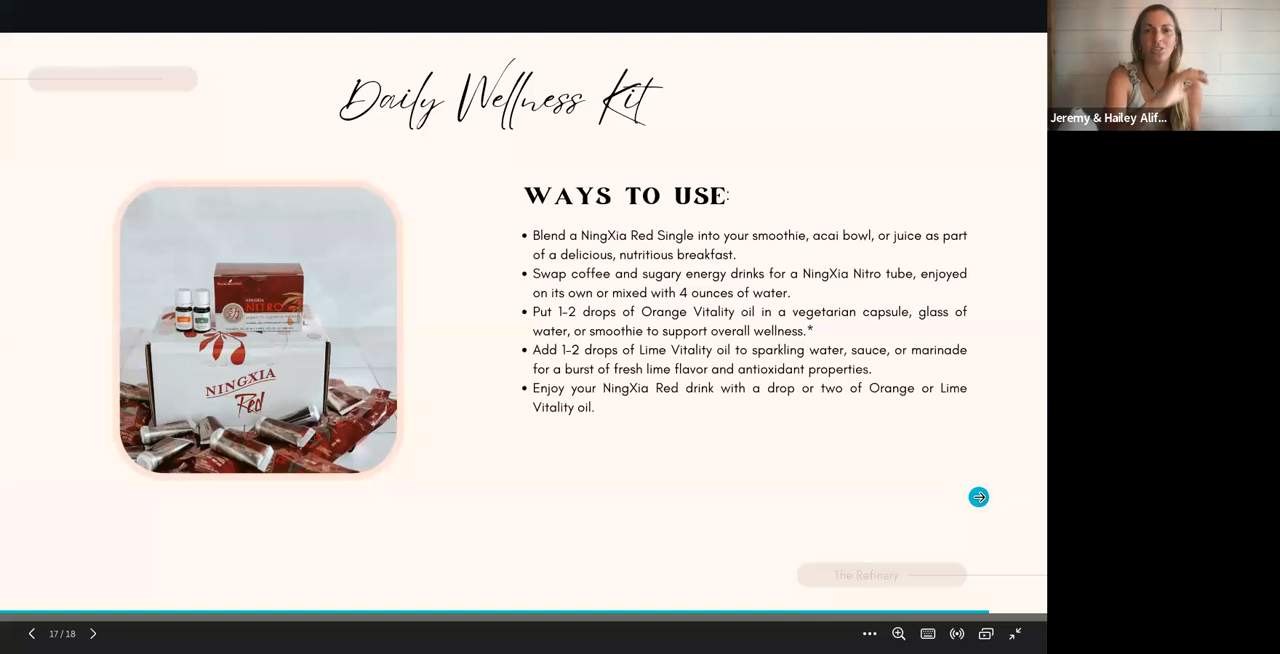 Daily Wellness Kit
WAYS TO USE:
• Blend a NingXia Red Single into your smoothie, acai bowl, or juice as part
of a delicious, nutritious breakfast.
• Swap coffee and sugary energy drinks for a NingXia Nitro tube, enjoyed
on its own or mixed with 4 ounces of water.
• Put 1-2 drops of Orange Vitality oil in a vegetarian capsule, glass of
water, or smoothie to support overall wellness.*
• Add 1-2 drops of Lime Vitality oil to sparkling water, sauce, or marinade
for a burst of fresh lime flavor and antioxidant properties.
• Enjoy your NingXia Red drink with a drop or two of Orange or Lime
Vitality oil.
NINGXIA
NITRO
NINGXIA
Red
The Refinary
17 / 18
Jeremy & Hailey Alif...